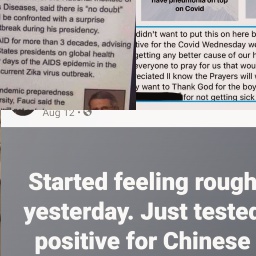 Diseases, said there is "no doubt"
be confronted with a surprise
break during his presidency.
AID for more than 3 decades, advising
States presidents on global health
days of the AIDS epidemic in the
current Zika virus outbreak.
pandemic preparedness
rsity, Fauci said the
have pneumonia on top
on Covid
didn't want to put this on here b
tive for the Covid Wednesday w
getting any better cause of our h
everyone to pray for us that wou
eciated II know the Prayers will
y want to Thank God for the boy
for not getting sick
Aug 12 ·
Started feeling rough
yesterday. Just tested
positive for Chinese